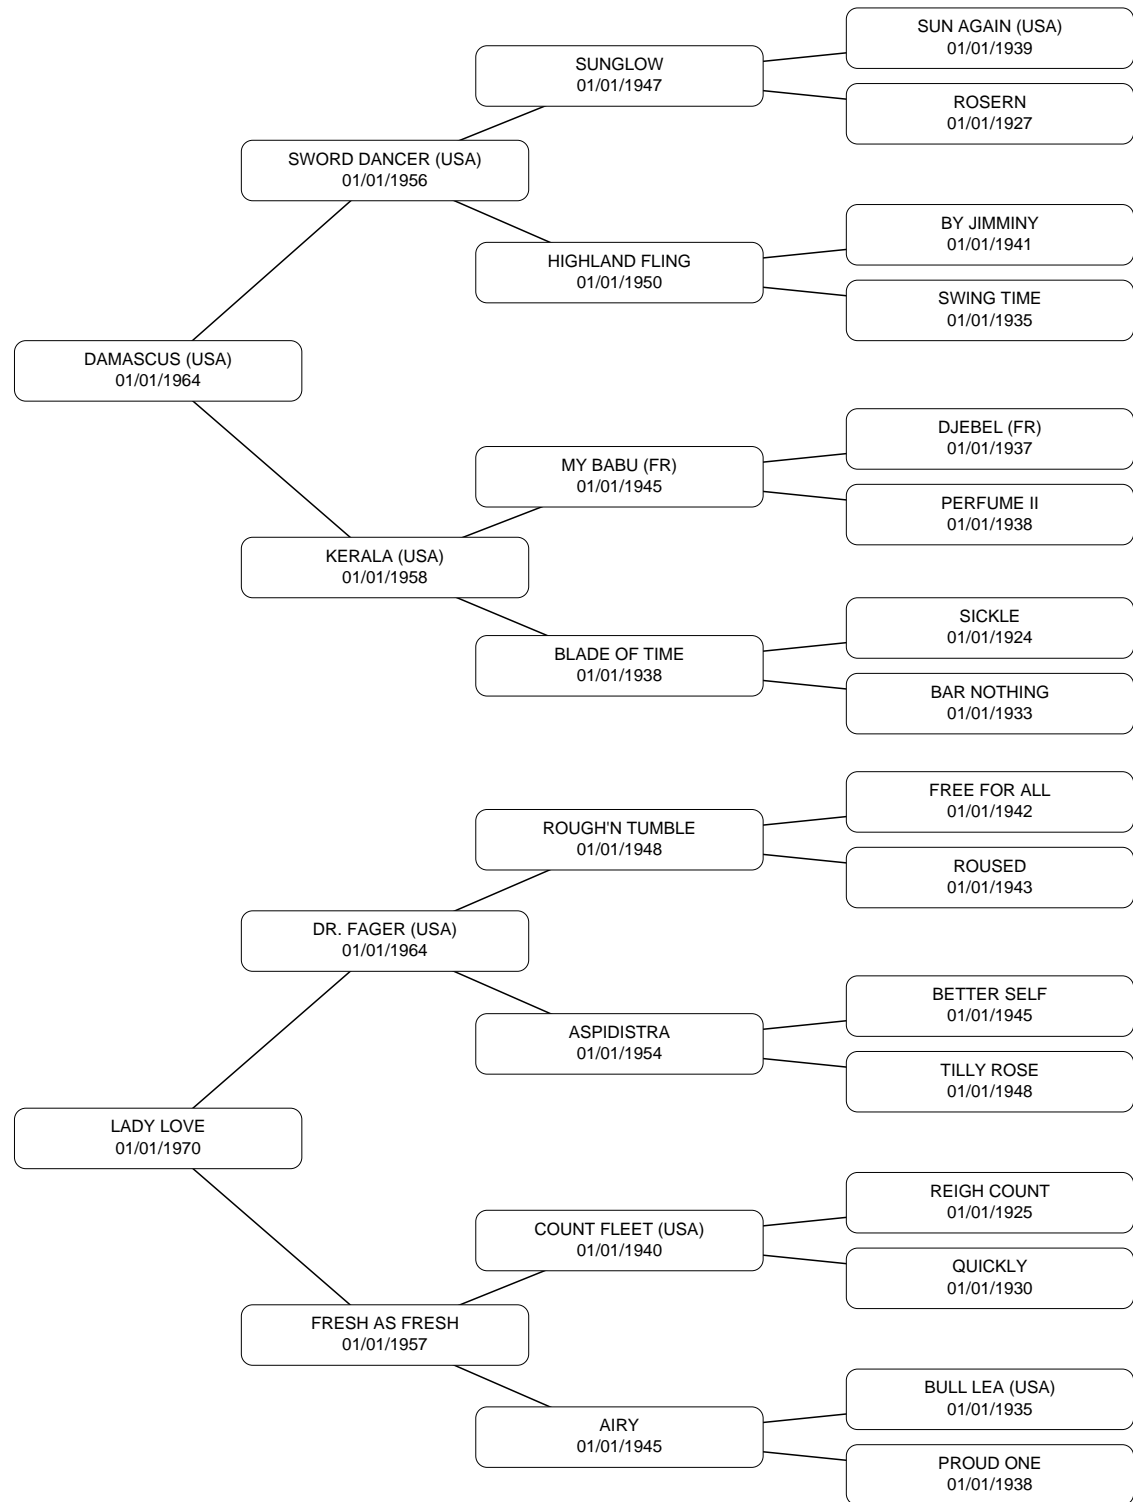 SUN AGAIN (USA)
01/01/1939
SUNGLOW
01/01/1947
ROSERN
01/01/1927
SWORD DANCER (USA)
01/01/1956
BY JIMMINY
01/01/1941
HIGHLAND FLING
01/01/1950
SWING TIME
01/01/1935
DAMASCUS (USA)
01/01/1964
DJEBEL (FR)
01/01/1937
MY BABU (FR)
01/01/1945
PERFUME II
01/01/1938
KERALA (USA)
01/01/1958
SICKLE
01/01/1924
BLADE OF TIME
01/01/1938
BAR NOTHING
01/01/1933
FREE FOR ALL
01/01/1942
ROUGH'N TUMBLE
01/01/1948
ROUSED
01/01/1943
DR. FAGER (USA)
01/01/1964
BETTER SELF
01/01/1945
ASPIDISTRA
01/01/1954
TILLY ROSE
01/01/1948
LADY LOVE
01/01/1970
REIGH COUNT
01/01/1925
COUNT FLEET (USA)
01/01/1940
QUICKLY
01/01/1930
FRESH AS FRESH
01/01/1957
BULL LEA (USA)
01/01/1935
AIRY
01/01/1945
PROUD ONE
01/01/1938